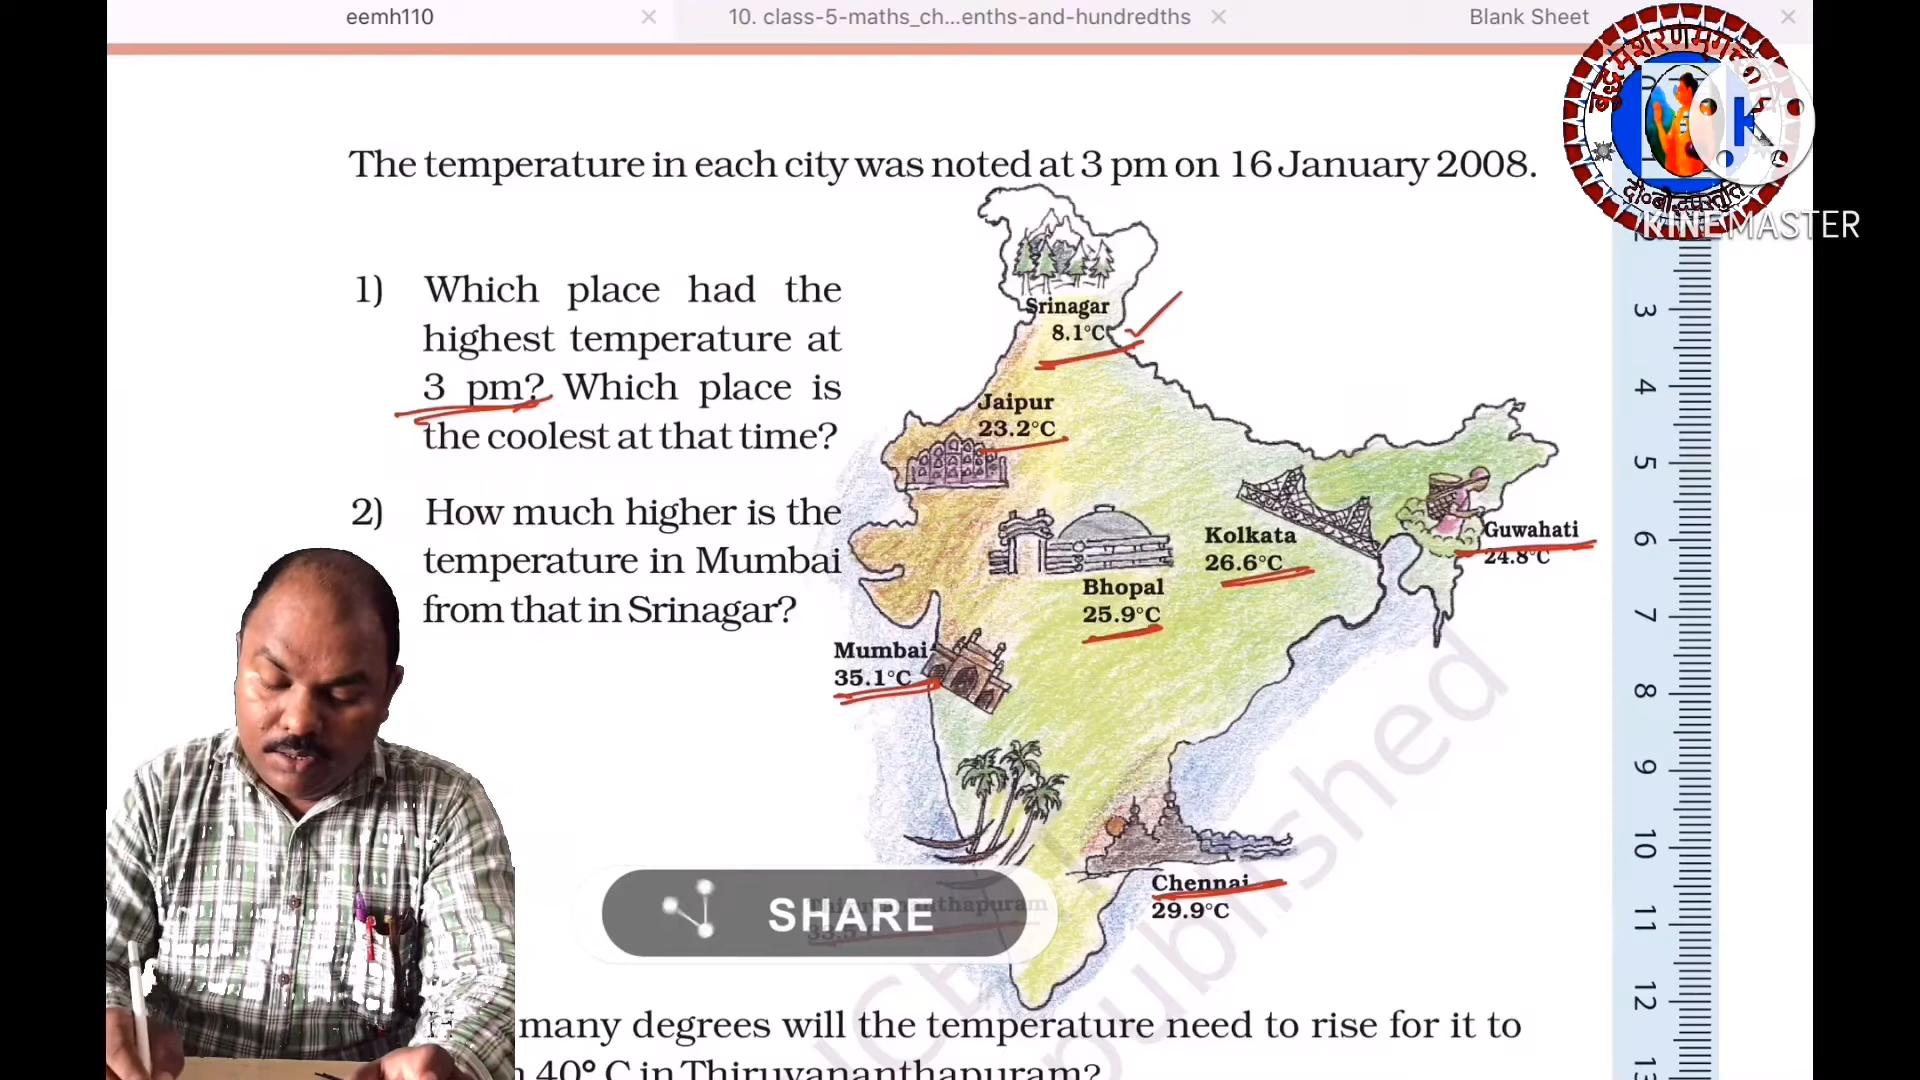 eemh110
10. class-5-maths_ch...enths-and-hundredths
Blank Sheet
KINEMASTER
The temperature in each city was noted at 3 pm on 16 January 2008.
1) Which place had the
highest temperature at
3 pm? Which place is
the coolest at that time?
2) How much higher is the
temperature in Mumbai
from that in Srinagar?
Srinagar
8.1°C
Jaipur
23.2°C
Kolkata
26.6°C
Guwahati
24.8°C
Bhopal
25.9°C
Mumbai
35.1°C
Chennai
29.9°C
Thiruvananthapuram
SHARE
many degrees will the temperature need to rise for it to
40° C in Thiruvananthapuram?
published
3
4
5
6
7
8
9
10
11
12
13